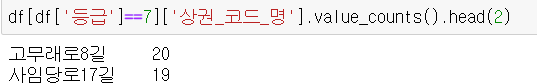 df[df['등급']==7]['상권_코드_명'].value_counts().head(2)
고무래로8길 20
사임당로17길 19